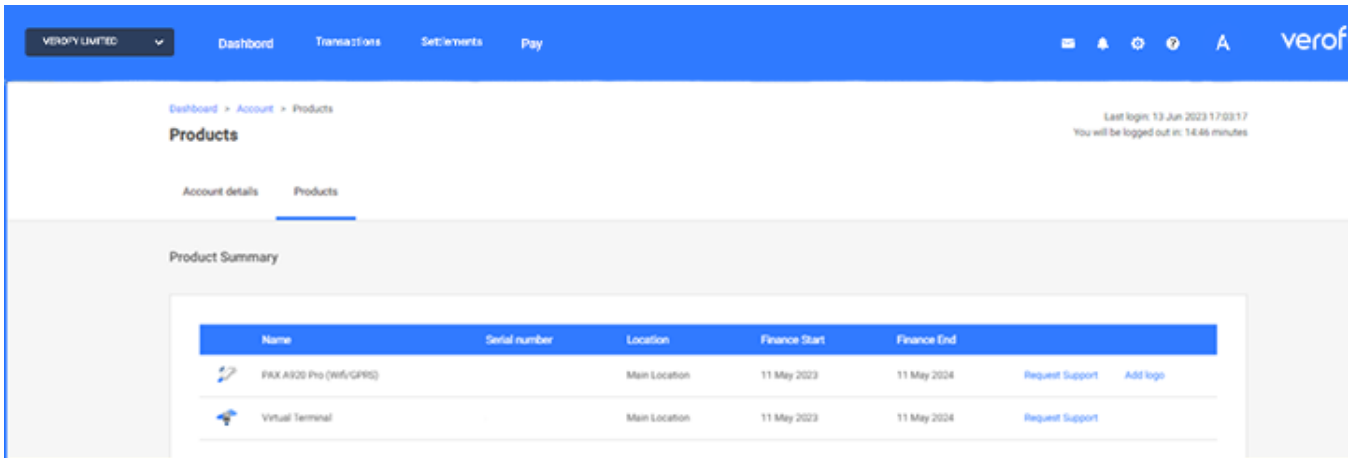 VEROFY LIMITED Dashbord Transactions Settlements Pay A verof
Dashboard > Account > Products
Last login: 13 Jun 2023 17:03:17
Products
You will be logged out in: 14:46 minutes
Account details Products
Product Summary
Name Serial number Location Finance Start Finance End
PAX A920 Pro (Wifi/GPRS) Main Location 11 May 2023 11 May 2024 Request Support Add logo
Virtual Terminal Main Location 11 May 2023 11 May 2024 Request Support